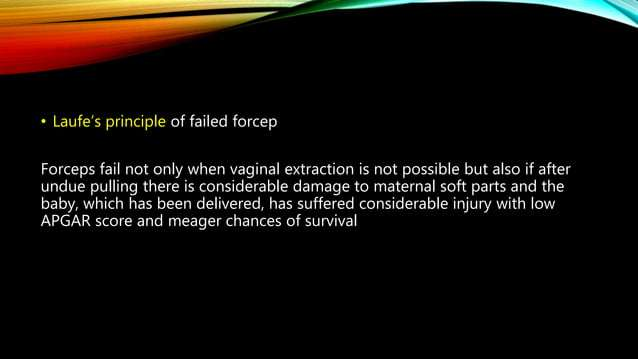 • Laufe's principle of failed forcep
Forceps fail not only when vaginal extraction is not possible but also if after
undue pulling there is considerable damage to maternal soft parts and the
baby, which has been delivered, has suffered considerable injury with low
APGAR score and meager chances of survival